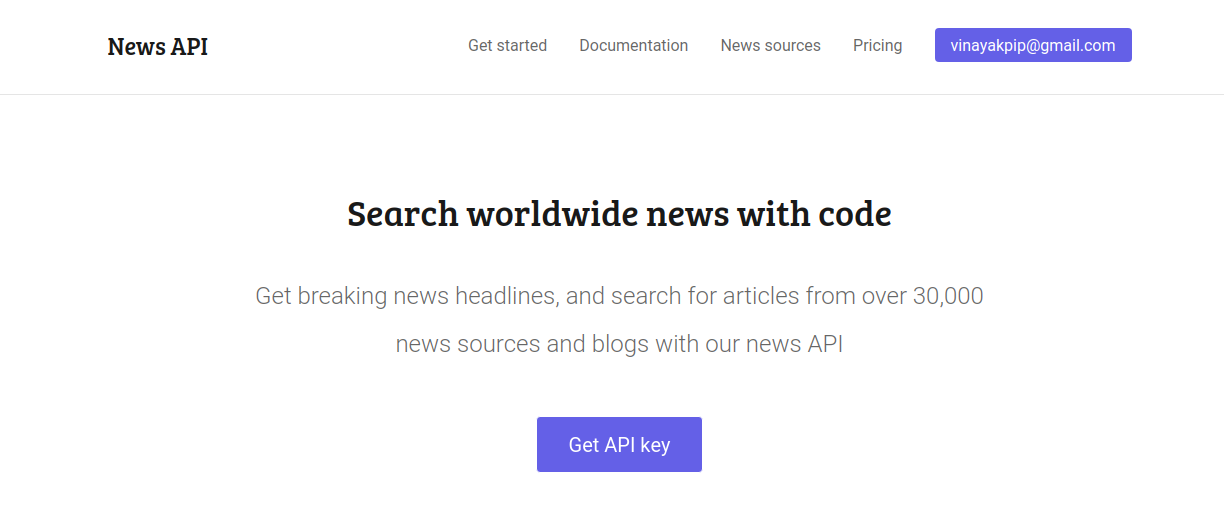 News API
Get started
Documentation
News sources
Pricing
vinayakpip@gmail.com
Search worldwide news with code
Get breaking news headlines, and search for articles from over 30,000
news sources and blogs with our news API
Get API key